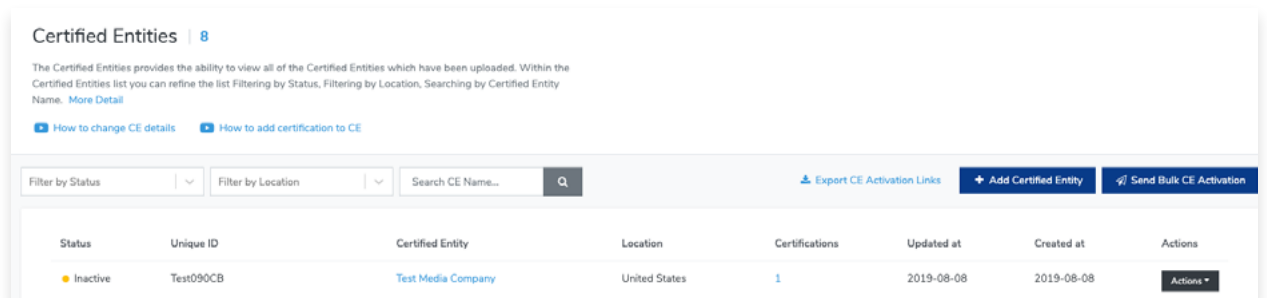 Certified Entities | 8
The Certified Entities provides the ability to view all of the Certified Entities which have been uploaded. Within the
Certified Entities list you can refine the list Filtering by Status, Filtering by Location, Searching by Certified Entity
Name. More Detail
How to change CE details How to add certification to CE
Filter by Status Filter by Location Search CE Name... Export CE Activation Links + Add Certified Entity Send Bulk CE Activation
Status Unique ID Certified Entity Location Certifications Updated at Created at Actions
Inactive Test090CB Test Media Company United States 1 2019-08-08 2019-08-08 Actions